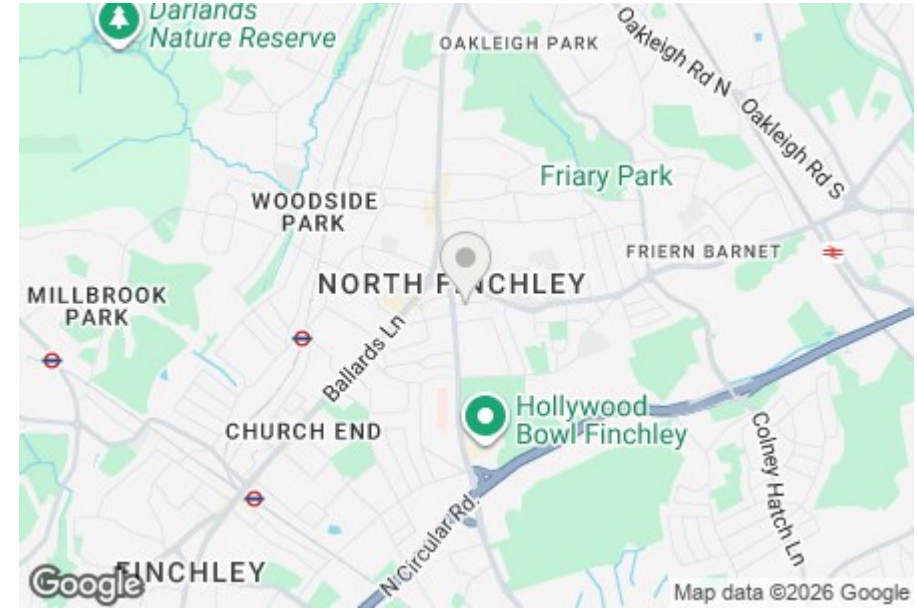 Darlands
Nature Reserve
OAKLEIGH PARK
Oakleigh Rd N
Oakleigh Rd S
Friary Park
WOODSIDE
PARK
FRIERN BARNET
NORTH FINCHLEY
MILLBROOK
PARK
Ballards Ln
Hollywood
Bowl Finchley
CHURCH END
Colney Hatch Ln
N Circular Rd.
FINCHLEY
Google
Map data ©2026 Google